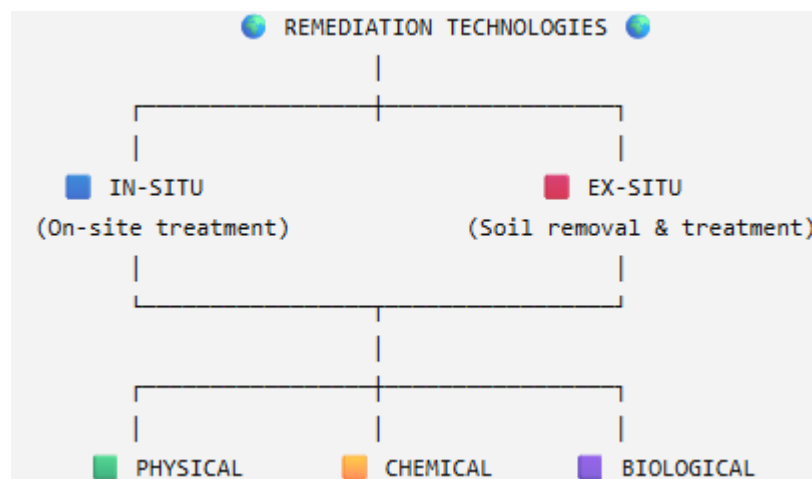 🌍 REMEDIATION TECHNOLOGIES 🌍
🟦 IN-SITU 🟥 EX-SITU
(On-site treatment) (Soil removal & treatment)
🟩 PHYSICAL 🟧 CHEMICAL 🟪 BIOLOGICAL